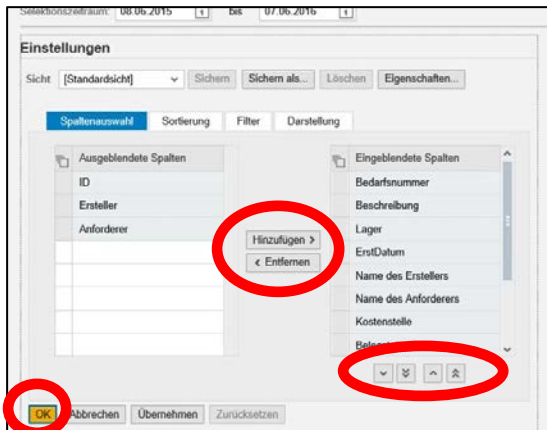 Selektionszeitraum: 08.06.2015 bis 07.06.2016
Einstellungen
Sicht [Standardsicht] Sichern Sichern als... Löschen Eigenschaften...
Spaltenauswahl Sortierung Filter Darstellung
Ausgeblendete Spalten
ID
Ersteller
Anforderer
Hinzufügen >
< Entfernen
Eingeblendete Spalten
Bedarfsnummer
Beschreibung
Lager
ErstDatum
Name des Erstellers
Name des Anforderers
Kostenstelle
OK Abbrechen Übernehmen Zurücksetzen